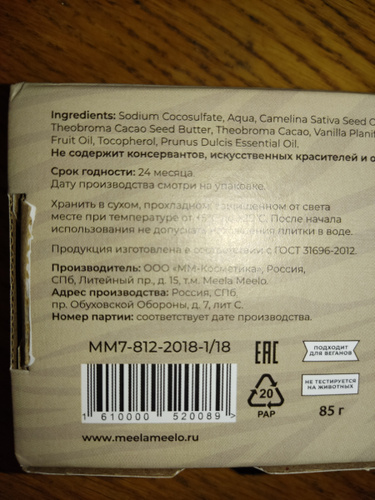 Ingredients: Sodium Cocosulfate, Aqua, Camelina Sativa Seed
Theobroma Cacao Seed Butter, Theobroma Cacao, Vanilla
Fruit Oil, Tocopherol, Prunus Dulcis Essential Oil.
Не содержит консервантов, искусственных красителей и
Срок годности: 24 месяца.
Дату производства смотри на упаковке.
Хранить в сухом, прохладном, защищенном от света
месте при температуре от После начала
использования не допускать плитки в воде.
Продукция изготовлена в соответствии с ГОСТ 31696-2012.
Производитель: ООО «ММ-Косметика», Россия,
СПб, Литейный пр., д. 15, т.м. Meela Meelo.
Адрес производства: Россия, СПб,
пр. Обуховской Обороны, д. 7, лит С.
Номер партии: соответствует дате производства.
ММ7-812-2018-1/18
EAC
ПОДХОДИТ
ДЛЯ ВЕГАНОВ
НЕ ТЕСТИРУЕТСЯ
НА ЖИВОТНЫХ
20
PAP
85 г
1 610000 520089 >
www.meelameelo.ru